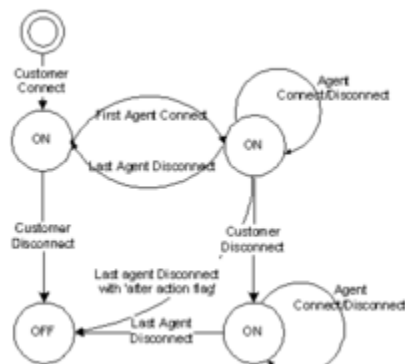 Customer
Connect
First Agent Connect
Agent
Connect/Disconnect
ON
ON
Last Agent Disconnect
Customer
Disconnect
Customer
Disconnect
Last agent Disconnect
with 'after action flag'
Agent
Connect/Disconnect
OFF
Last Agent
Disconnect
ON